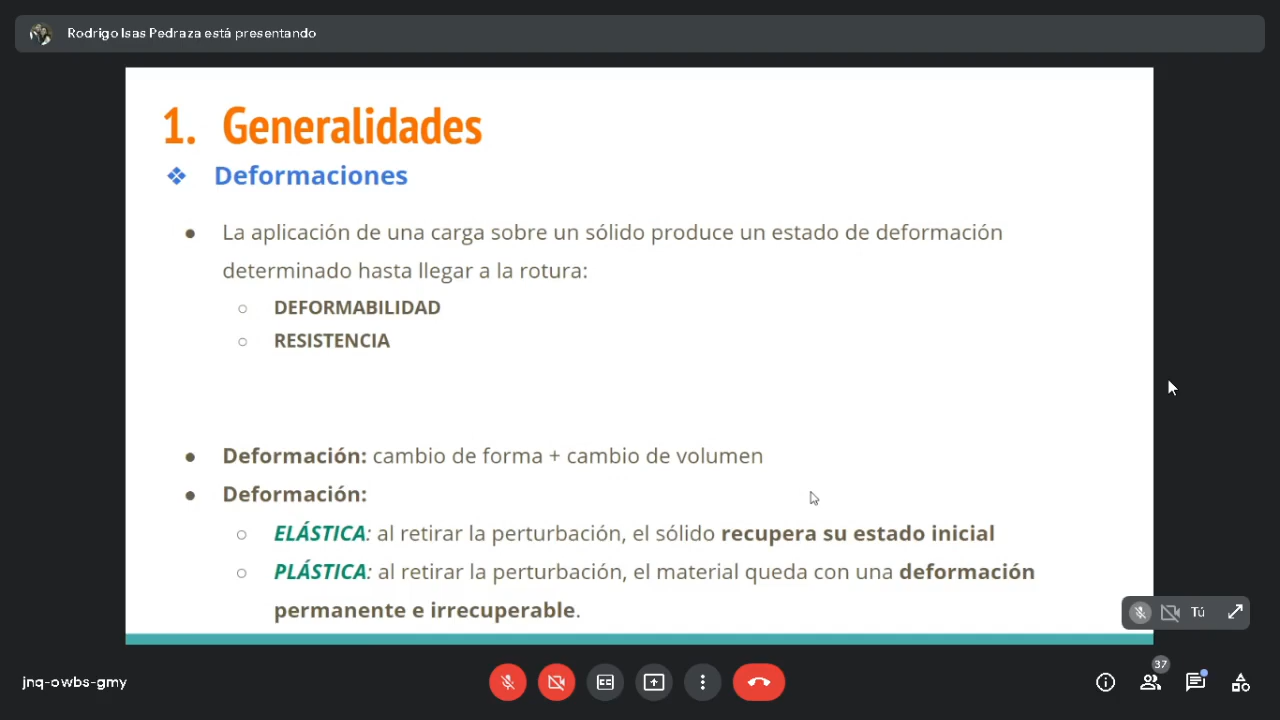 Rodrigo Isas Pedraza está presentando
1. Generalidades
❖ Deformaciones
● La aplicación de una carga sobre un sólido produce un estado de deformación
determinado hasta llegar a la rotura:
○ DEFORMABILIDAD
○ RESISTENCIA
● Deformación: cambio de forma + cambio de volumen
● Deformación:
○ ELÁSTICA: al retirar la perturbación, el sólido recupera su estado inicial
○ PLÁSTICA: al retirar la perturbación, el material queda con una deformación
permanente e irrecuperable.
Tú
jnq-owbs-gmy
37